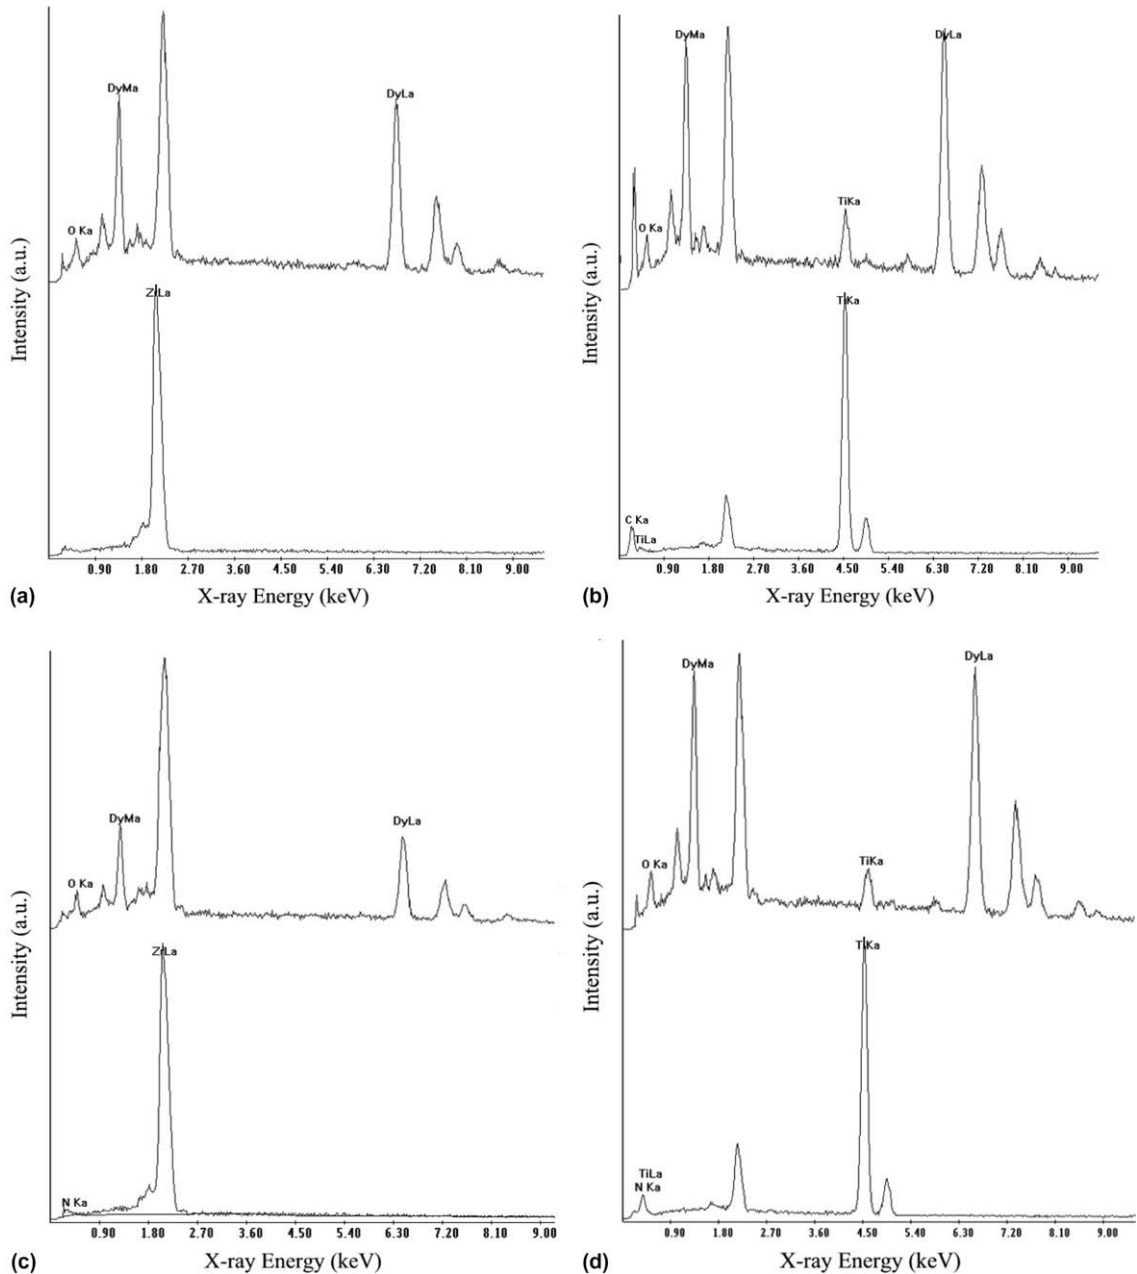 DyMa
DyLa
O Ka
ZrLa
Intensity (a.u.)
Intensity (a.u.)
0.90 1.80 2.70 3.60 4.50 5.40 6.30 7.20 8.10 9.00
(a)
X-ray Energy (keV)
DyMa
DyLa
TiKa
O Ka
TiKa
C Ka
TiLa
Intensity (a.u.)
Intensity (a.u.)
0.90 1.80 2.70 3.60 4.50 5.40 6.30 7.20 8.10 9.00
(b)
X-ray Energy (keV)
DyMa
DyLa
O Ka
ZrLa
N Ka
Intensity (a.u.)
Intensity (a.u.)
0.90 1.80 2.70 3.60 4.50 5.40 6.30 7.20 8.10 9.00
(c)
X-ray Energy (keV)
DyMa
DyLa
O Ka
TiKa
TiKa
TiLa
N Ka
Intensity (a.u.)
Intensity (a.u.)
0.90 1.80 2.70 3.60 4.50 5.40 6.30 7.20 8.10 9.00
(d)
X-ray Energy (keV)